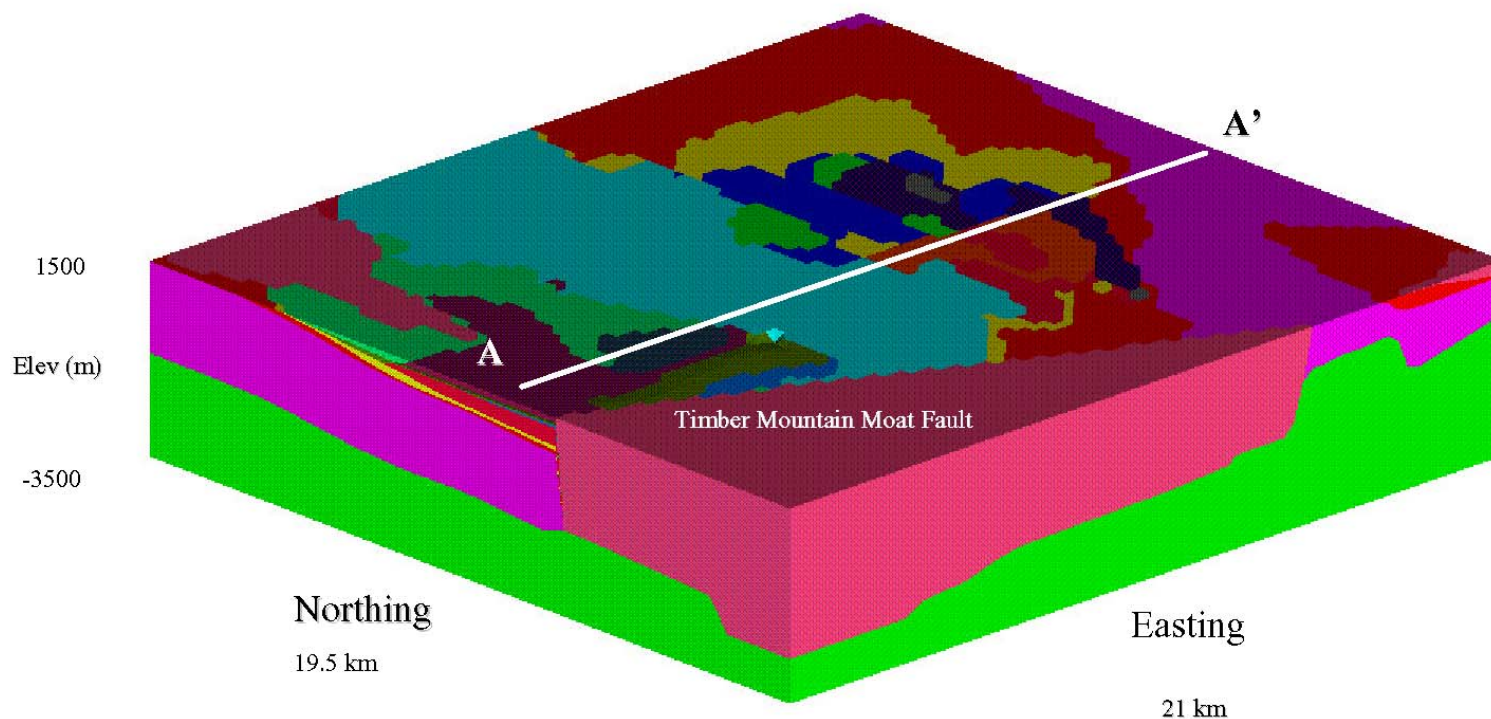 A’
1500
Elev (m)
A
Timber Mountain Moat Fault
-3500
Northing
Easting
19.5 km
21 km